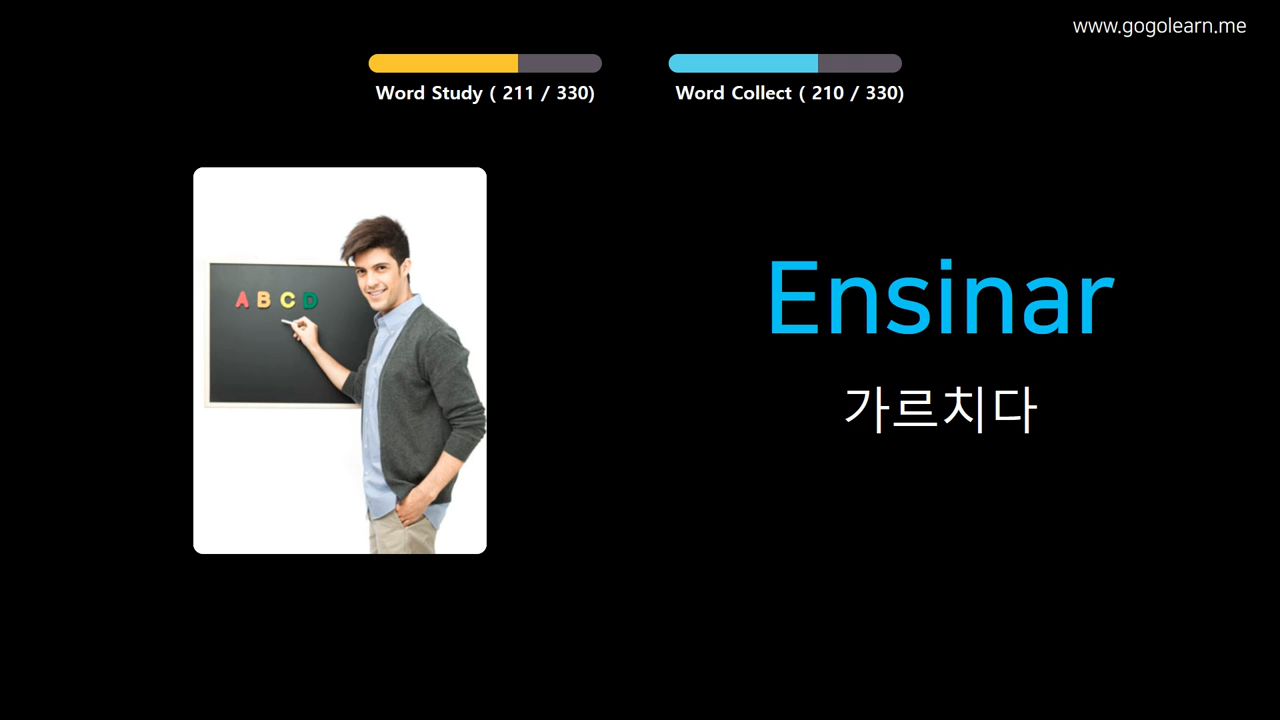 www.gogolearn.me
Word Study ( 211 / 330)
Word Collect ( 210 / 330)
A B C D
Ensinar
가르치다